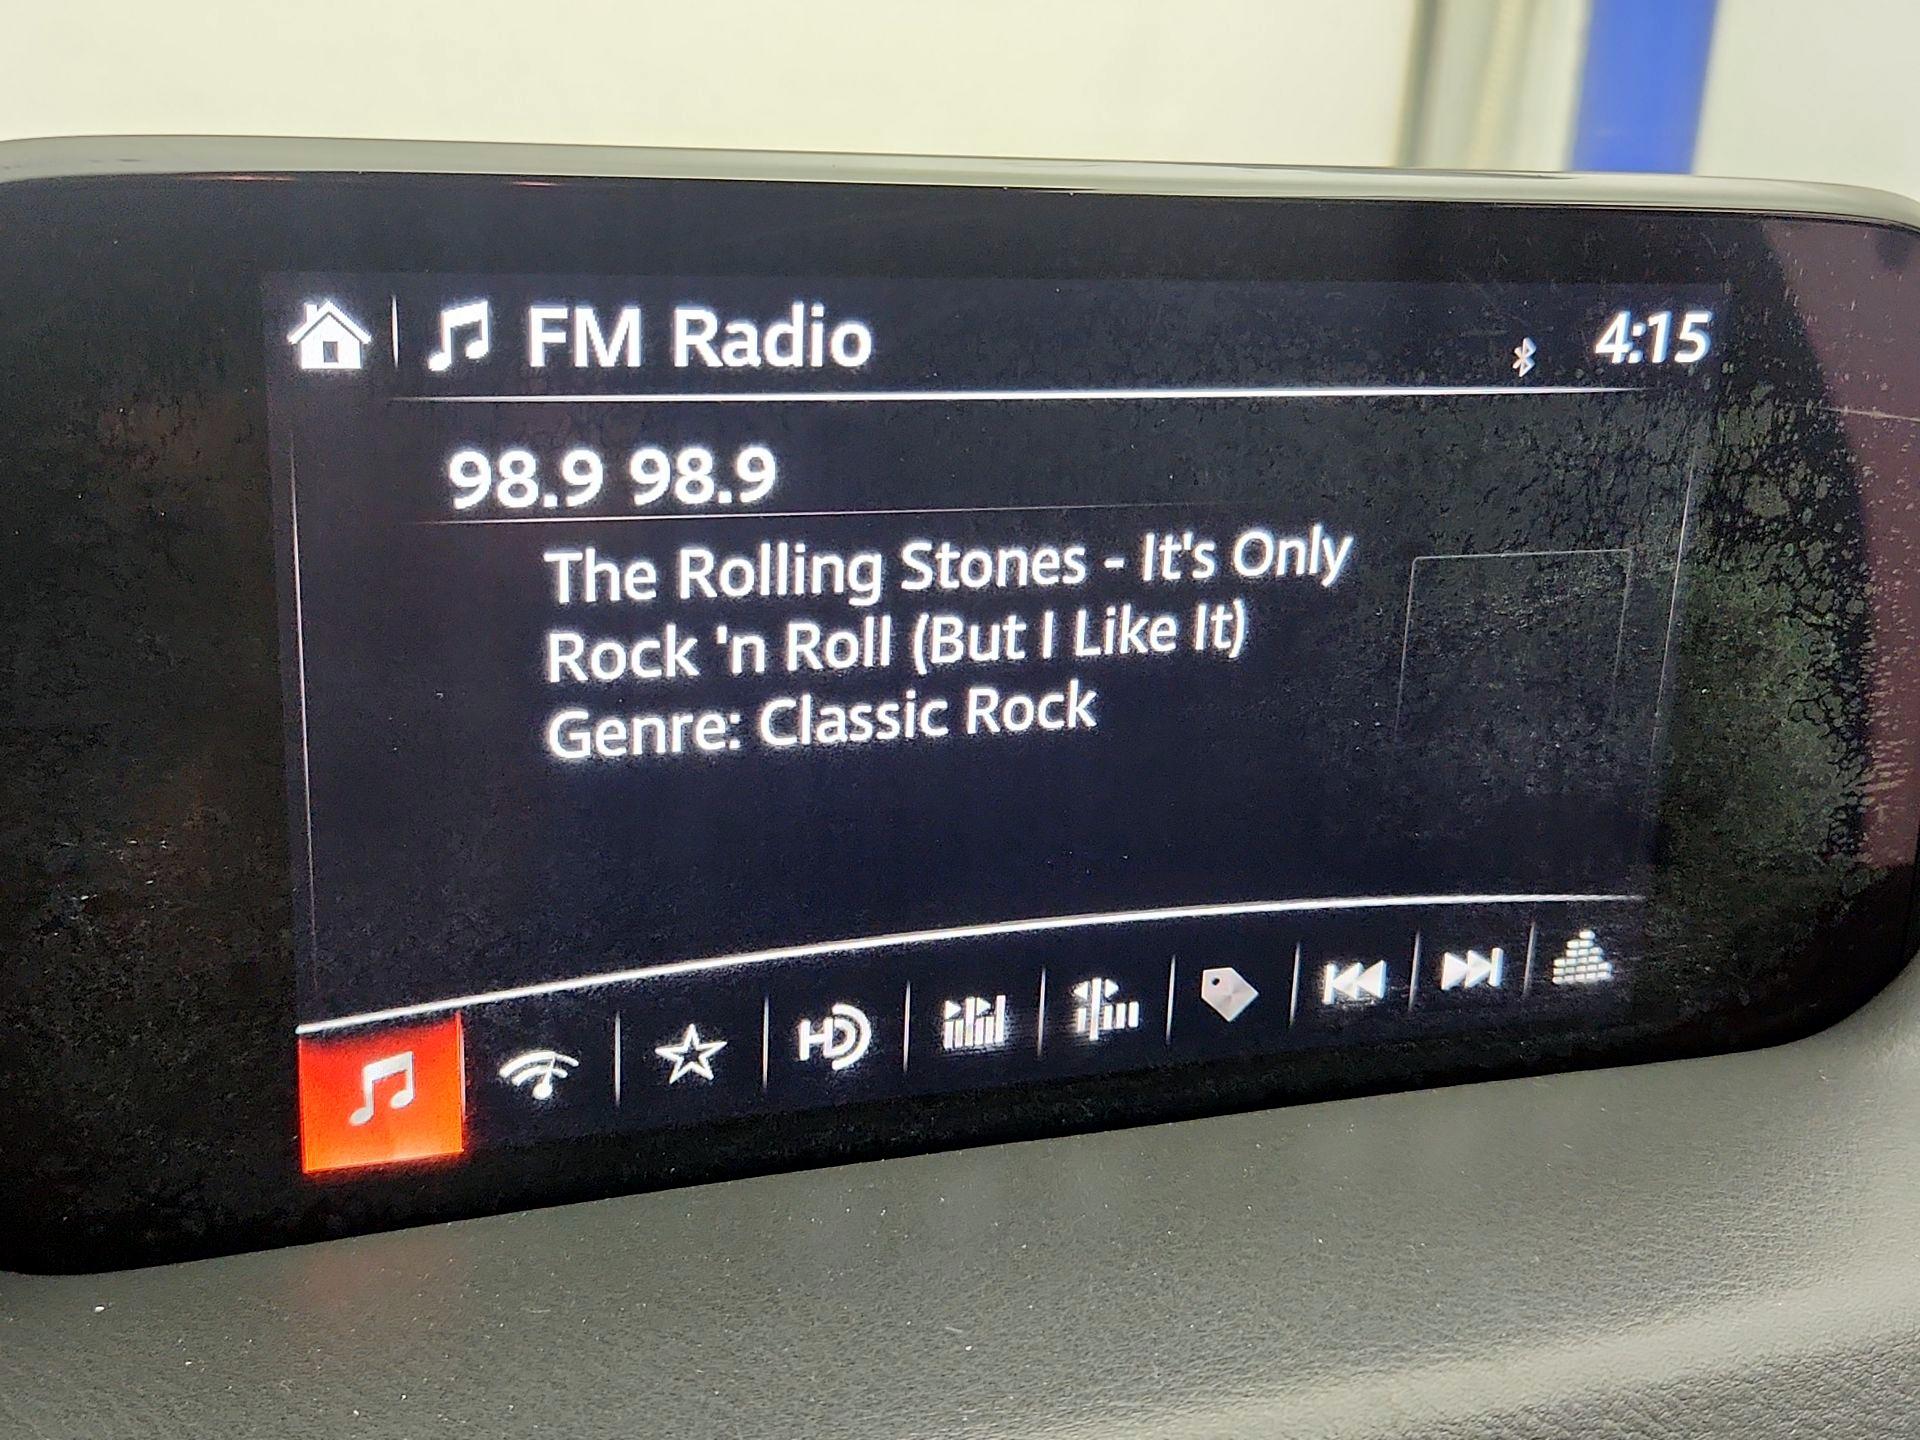 FM Radio
4:15
98.9 98.9
The Rolling Stones - It's Only
Rock 'n Roll (But I Like It)
Genre: Classic Rock
HD